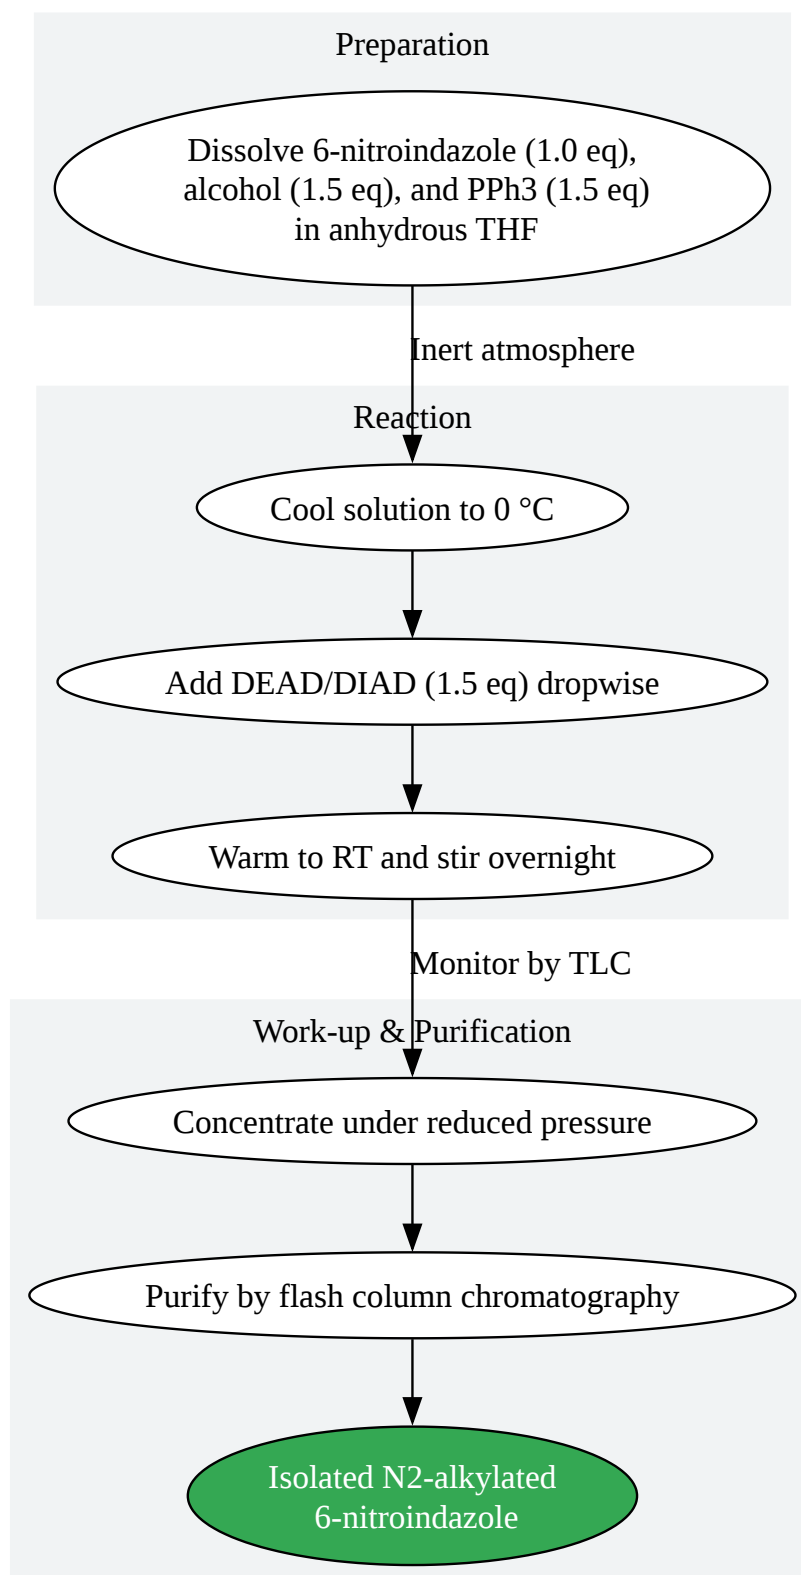 Preparation
Dissolve 6-nitroindazole (1.0 eq),
alcohol (1.5 eq), and PPh3 (1.5 eq)
in anhydrous THF
Inert atmosphere
Reaction
Cool solution to 0 °C
Add DEAD/DIAD (1.5 eq) dropwise
Warm to RT and stir overnight
Monitor by TLC
Work-up & Purification
Concentrate under reduced pressure
Purify by flash column chromatography
Isolated N2-alkylated
6-nitroindazole